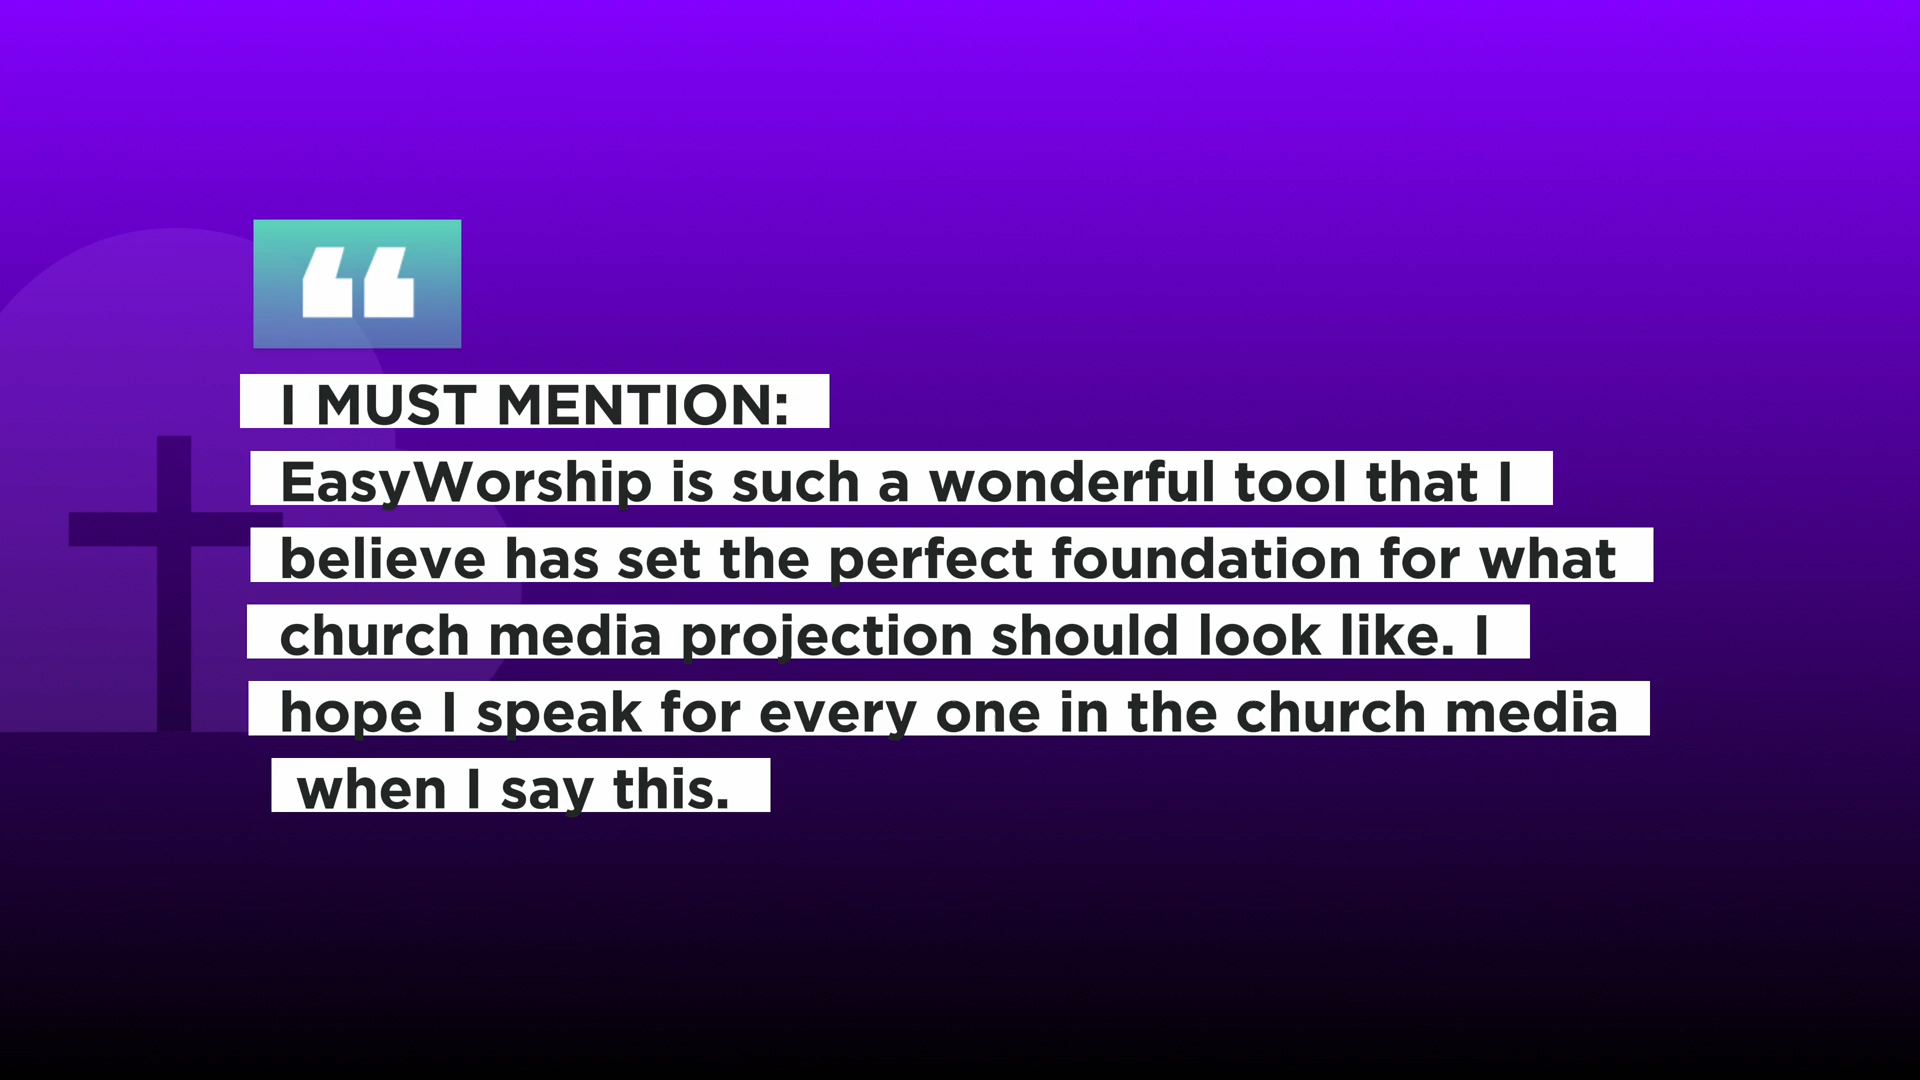 “
I MUST MENTION:
EasyWorship is such a wonderful tool that I
believe has set the perfect foundation for what
church media projection should look like. I
hope I speak for every one in the church media
when I say this.